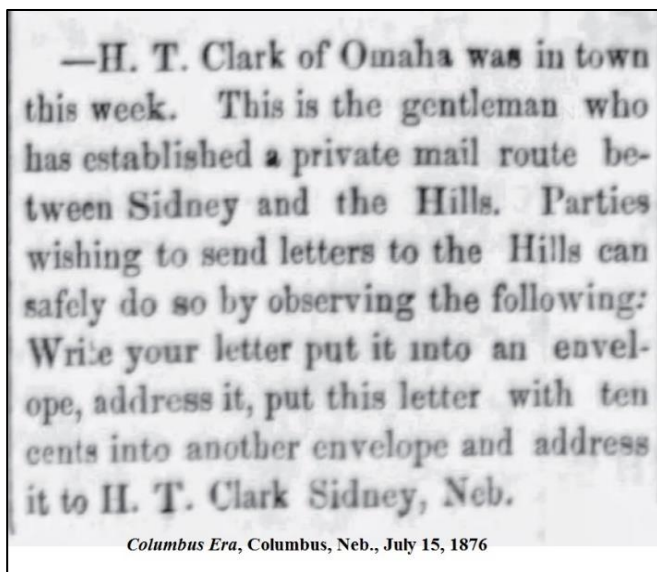 —H. T. Clark of Omaha was in town
this week. This is the gentleman who
has established a private mail route be-
tween Sidney and the Hills. Parties
wishing to send letters to the Hills can
safely do so by observing the following:
Write your letter put it into an envel-
ope, address it, put this letter with ten
cents into another envelope and address
it to H. T. Clark Sidney, Neb.
Columbus Era, Columbus, Neb., July 15, 1876